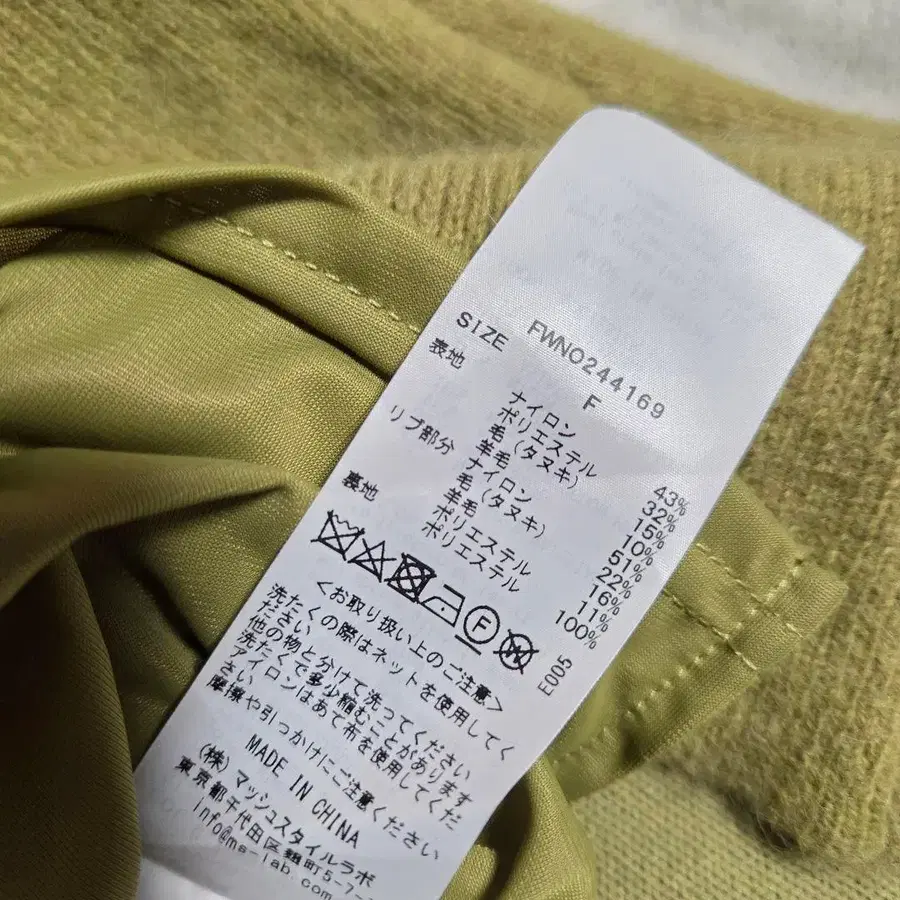 FWNO244169
SIZE F
表地 ナイロン 43%
ポリエステル 32%
毛(タヌキ) 15%
羊毛 10%
リブ部分 ナイロン 51%
毛(タヌキ) 22%
羊毛 16%
ポリエステル 11%
裏地 ポリエステル 100%
F
W
E005
<お取り扱い上のご注意>
洗たくの際はネットを使用してく
ださい
他の物と分けて洗ってください
洗たくで多少縮むことがあります
アイロンはあて布を使用してくだ
さい
摩擦や引っかけにご注意ください
MADE IN CHINA
(株)マッシュスタイルラボ
東京都千代田区麹町5-7-
info@ms-lab.com